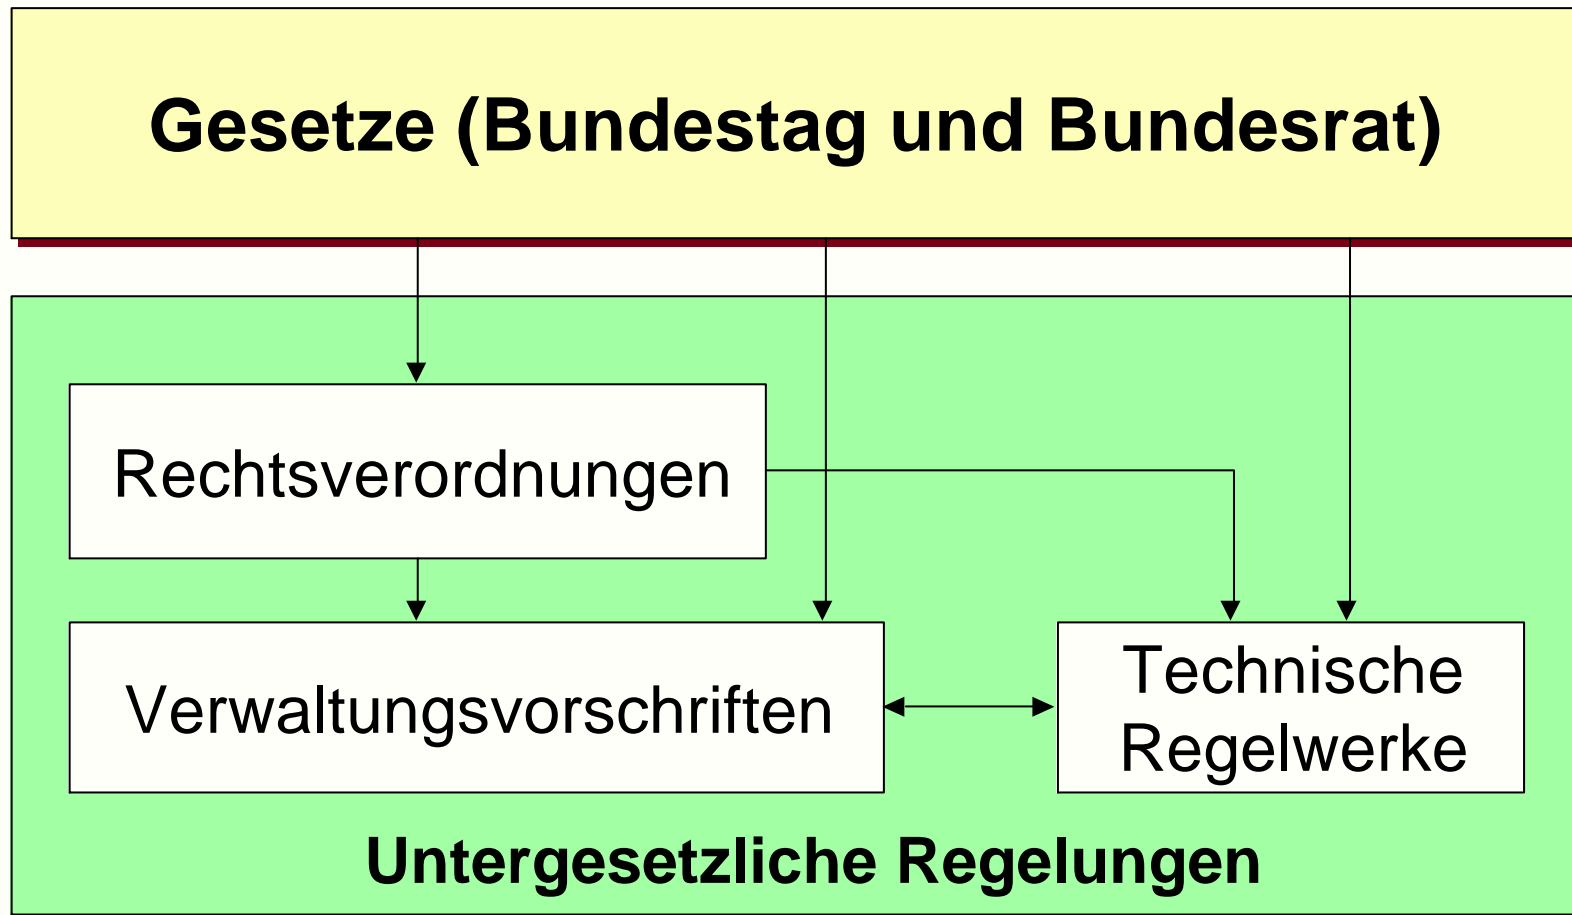 Gesetze (Bundestag und Bundesrat)
Rechtsverordnungen
Verwaltungsvorschriften
Technische
Regelwerke
Untergesetzliche Regelungen